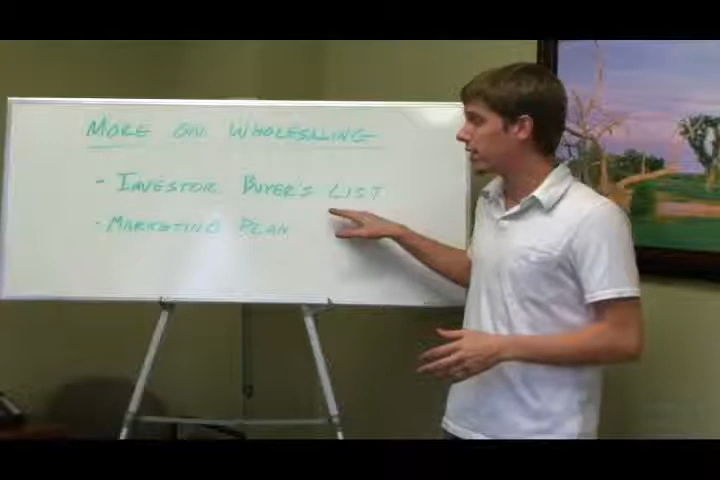 MORE ON WHOLESALING
- INVESTOR BUYER'S LIST
- MARKETING PLAN